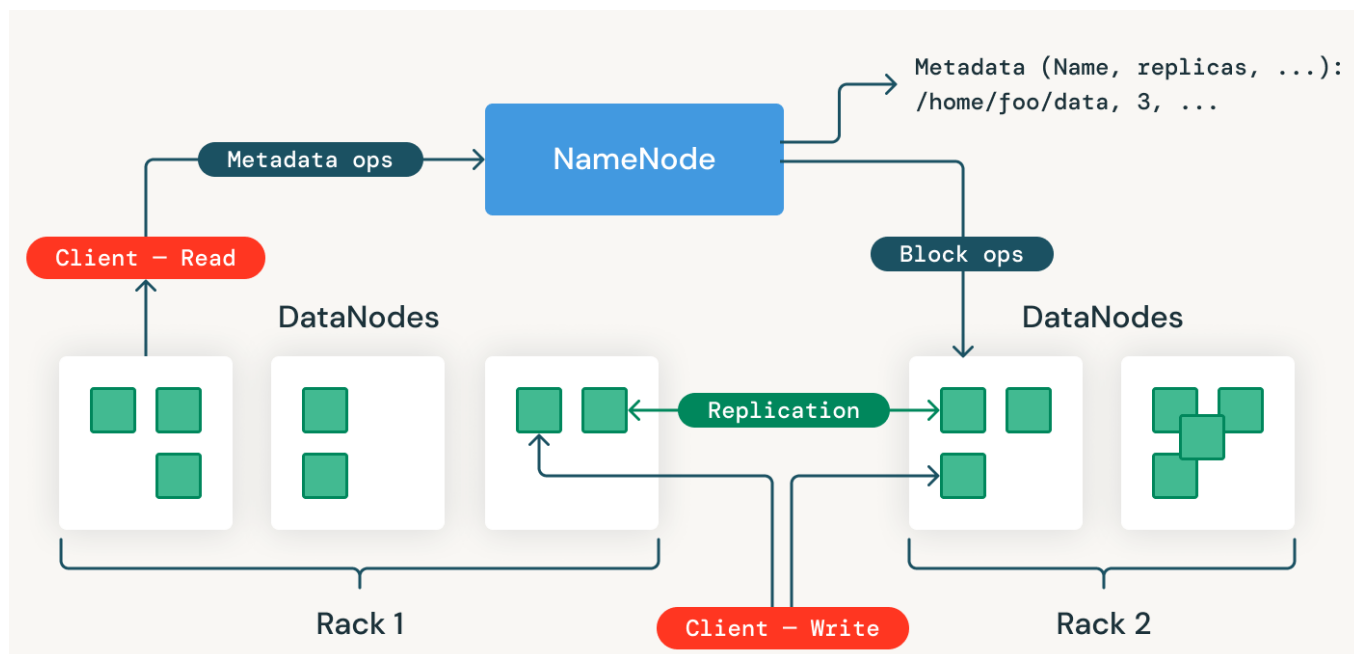 Metadata (Name, replicas, ...):
/home/foo/data, 3, ...
Metadata ops
NameNode
Client — Read
Block ops
DataNodes
DataNodes
Replication
Rack 1
Client — Write
Rack 2